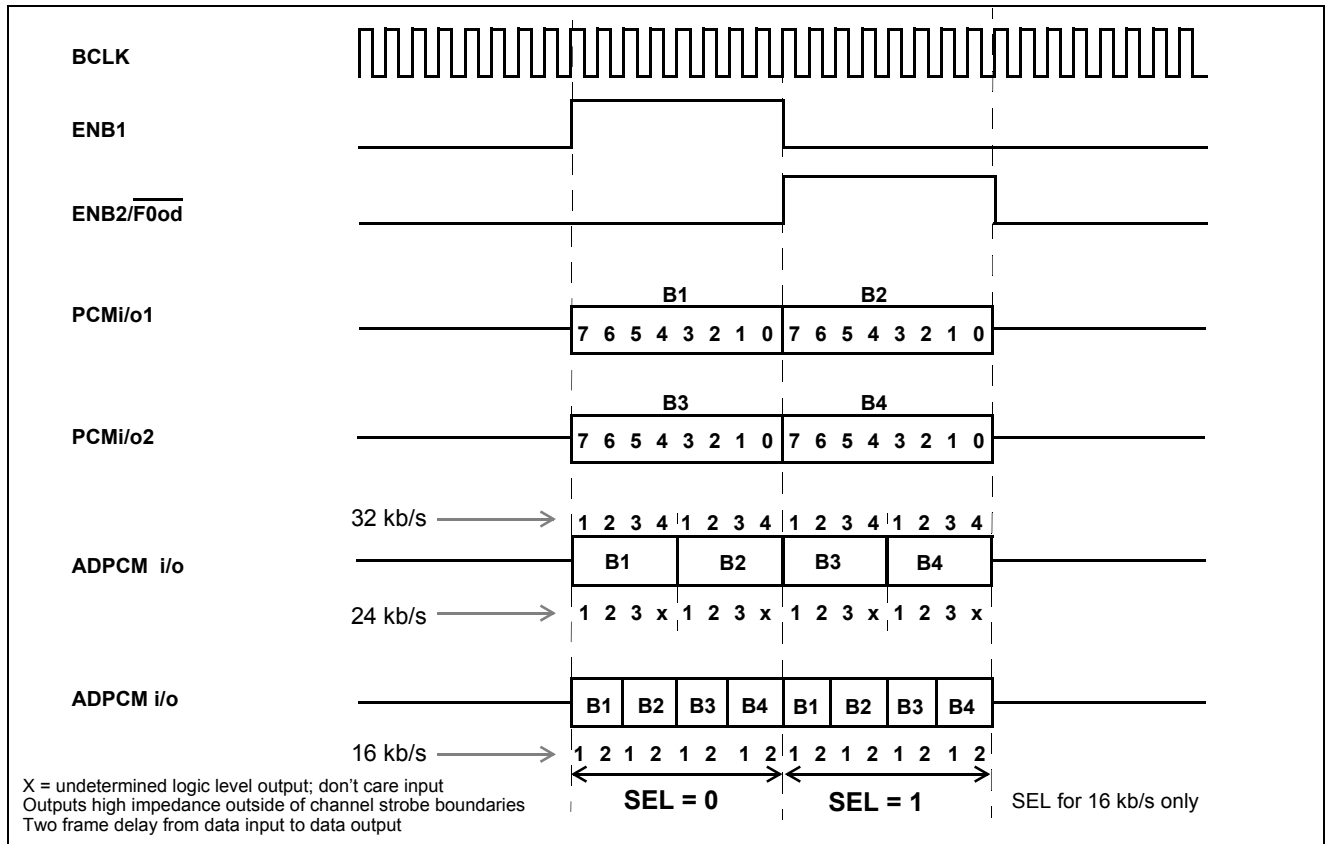 BCLK
ENB1
ENB2/F0od
B1 B2
PCMi/o1
7 6 5 4 3 2 1 0 7 6 5 4 3 2 1 0
B3 B4
PCMi/o2
7 6 5 4 3 2 1 0 7 6 5 4 3 2 1 0
32 kb/s 1 2 3 4 1 2 3 4 1 2 3 4 1 2 3 4
ADPCM i/o B1 B2 B3 B4
24 kb/s 1 2 3 x 1 2 3 x 1 2 3 x 1 2 3 x
ADPCM i/o B1 B2 B3 B4 B1 B2 B3 B4
16 kb/s 1 2 1 2 1 2 1 2 1 2 1 2 1 2 1 2
X = undetermined logic level output; don't care input
Outputs high impedance outside of channel strobe boundaries
Two frame delay from data input to data output
SEL = 0 SEL = 1 SEL for 16 kb/s only